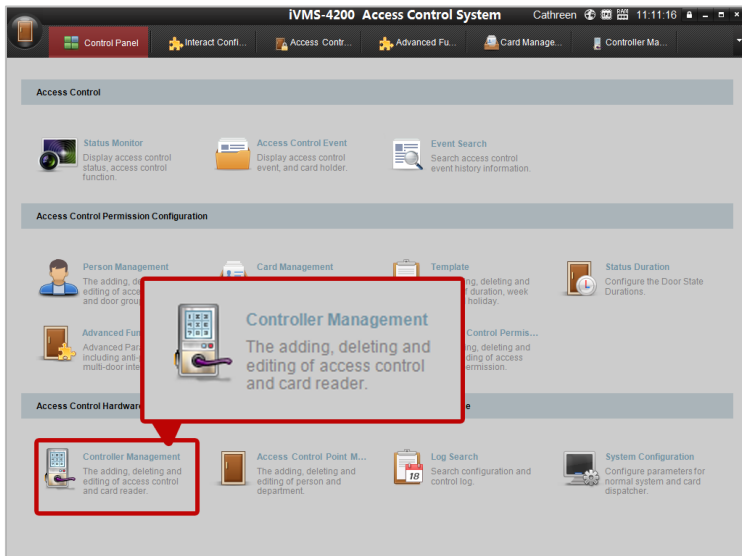 iVMS-4200 Access Control System
Cathreen
11:11:16
Control Panel
Interact Confi...
Access Contr...
Advanced Fu...
Card Manage...
Controller Ma...
Access Control
Status Monitor
Display access control
status, access control
function.
Access Control Event
Display access control
event, and card holder.
Event Search
Search access control
event history information.
Access Control Permission Configuration
Person Management
The adding, de
editing of acce
and door grou
Card Management
Template
ng, deleting and
f duration, week
holiday.
Status Duration
Configure the Door State
Durations.
Advanced Fun
Advanced Par
including anti-
multi-door inte
Control Permis...
ng, deleting and
ding of access
ermission.
Controller Management
The adding, deleting and
editing of access control
and card reader.
Access Control Hardwar
e
Controller Management
The adding, deleting and
editing of access control
and card reader.
Access Control Point M...
The adding, deleting and
editing of person and
department.
18
Log Search
Search configuration and
control log.
System Configuration
Configure parameters for
normal system and card
dispatcher.